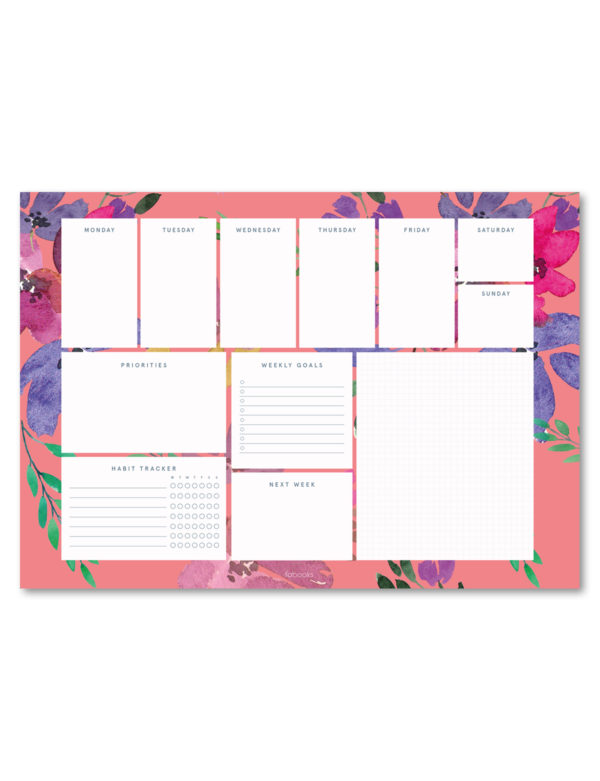 MONDAY
TUESDAY
WEDNESDAY
THURSDAY
FRIDAY
SATURDAY
SUNDAY
PRIORITIES
WEEKLY GOALS
HABIT TRACKER
M T W T F S S
NEXT WEEK
fabooks